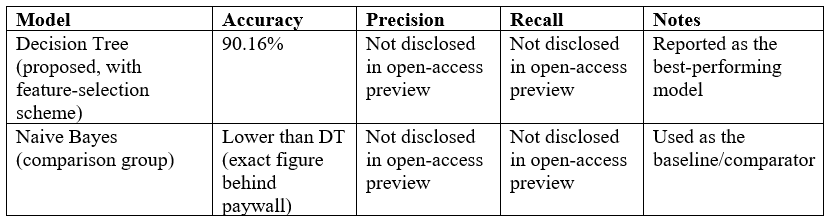 Model Accuracy Precision Recall Notes
Decision Tree 90.16% Not disclosed Not disclosed Reported as the
(proposed, with in open-access in open-access best-performing
feature-selection preview preview model
scheme)
Naive Bayes Lower than DT Not disclosed Not disclosed Used as the
(comparison group) (exact figure in open-access in open-access baseline/comparator
behind preview preview
paywall)